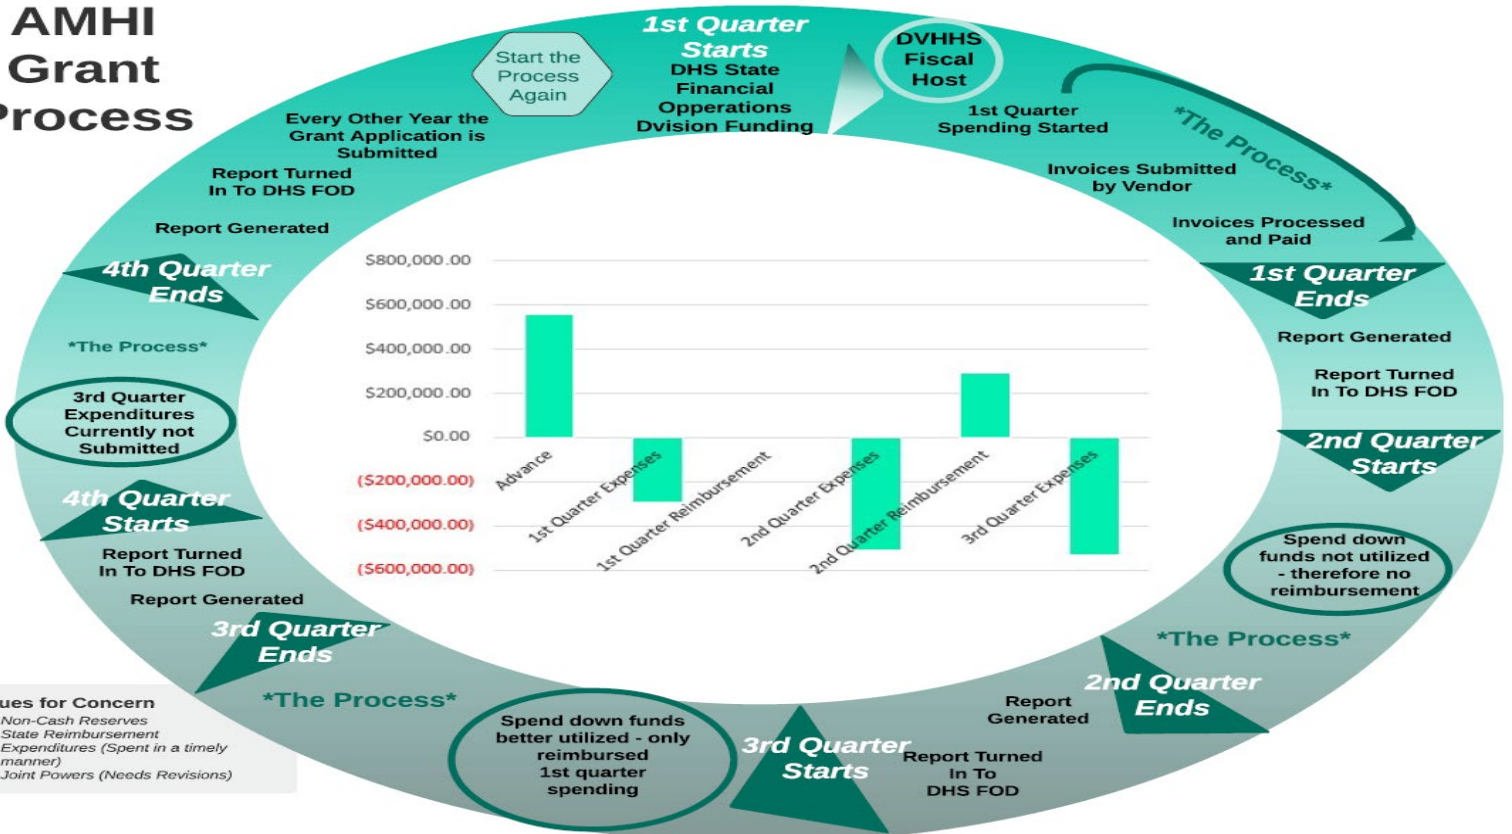 AMHI
Grant
Process
1st Quarter
Starts
DHS State
Financial
Opperations
Dvision Funding
DVHHS
Fiscal
Host
1st Quarter
Spending Started
*The Process*
Invoices Submitted
by Vendor
Invoices Processed
and Paid
1st Quarter
Ends
Report Generated
Report Turned
In To DHS FOD
2nd Quarter
Starts
Spend down
funds not utilized
- therefore no
reimbursement
*The Process*
2nd Quarter
Ends
Report
Generated
Report Turned
In To
DHS FOD
3rd Quarter
Starts
Spend down funds
better utilized - only
reimbursed
1st quarter
spending
*The Process*
3rd Quarter
Ends
Report Generated
Report Turned
In To DHS FOD
4th Quarter
Starts
3rd Quarter
Expenditures
Currently not
Submitted
*The Process*
4th Quarter
Ends
Report Generated
Report Turned
In To DHS FOD
Every Other Year the
Grant Application is
Submitted
Start the
Process
Again
$800,000.00
$600,000.00
$400,000.00
$200,000.00
$0.00
($200,000.00)
($400,000.00)
($600,000.00)
Advance
1st Quarter Expenses
1st Quarter Reimbursement
2nd Quarter Expenses
2nd Quarter Reimbursement
3rd Quarter Expenses
ues for Concern
Non-Cash Reserves
State Reimbursement
Expenditures (Spent in a timely
manner)
Joint Powers (Needs Revisions)